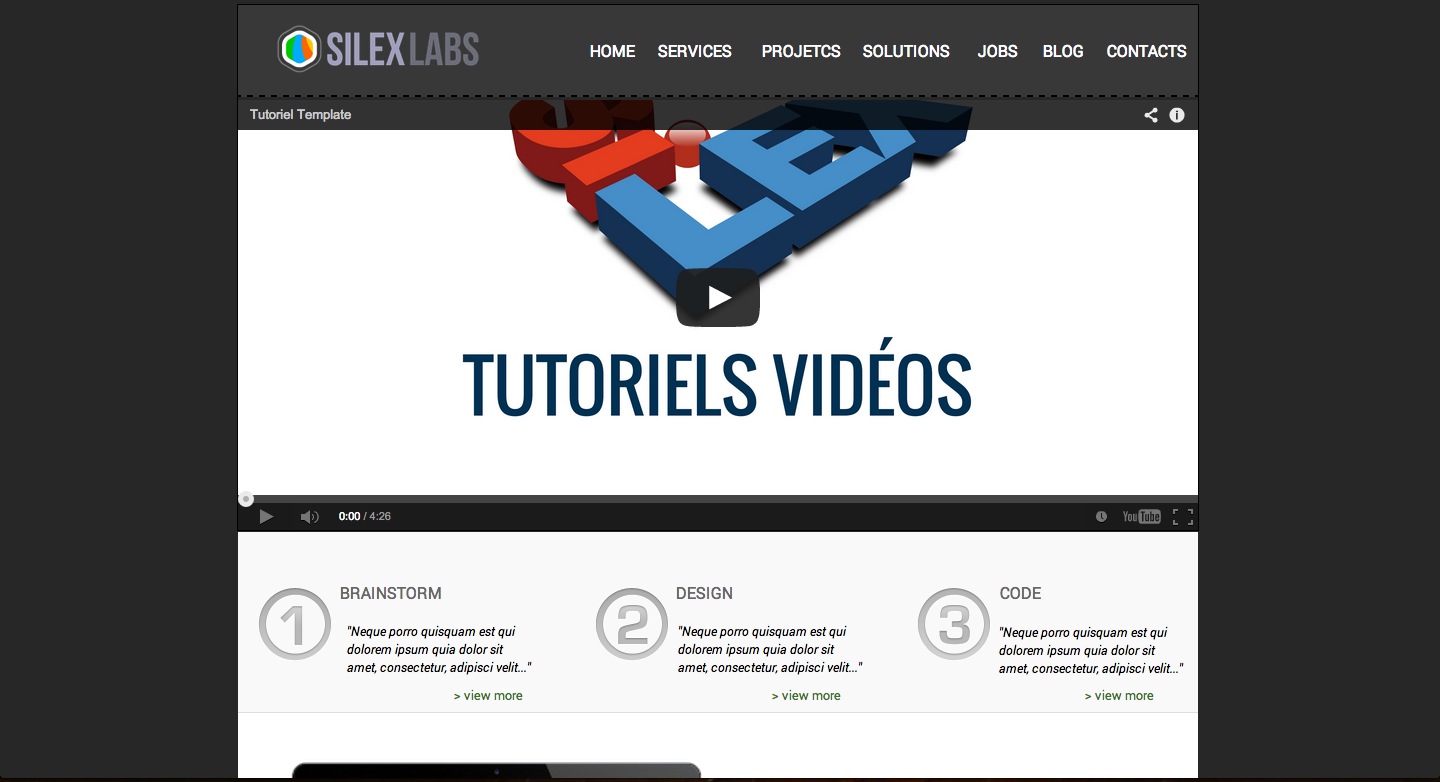 SILEX LABS
HOME SERVICES PROJETCS SOLUTIONS JOBS BLOG CONTACTS
Tutoriel Template
SILEX
TUTORIELS VIDÉOS
0:00 / 4:26
YouTube
1
BRAINSTORM
"Neque porro quisquam est qui
dolorem ipsum quia dolor sit
amet, consectetur, adipisci velit..."
> view more
2
DESIGN
"Neque porro quisquam est qui
dolorem ipsum quia dolor sit
amet, consectetur, adipisci velit..."
> view more
3
CODE
"Neque porro quisquam est qui
dolorem ipsum quia dolor sit
amet, consectetur, adipisci velit..."
> view more